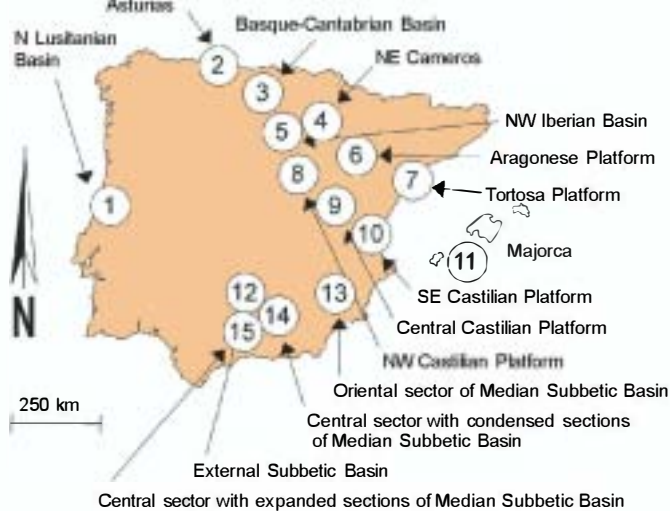 Asturias
Basque-Cantabrian Basin
N Lusitanian
Basin
NE Cameros
2
3
4
5
NW Iberian Basin
6
Aragonese Platform
7
8
Tortosa Platform
1
9
10
Majorca
11
SE Castilian Platform
12
13
14
Central Castilian Platform
15
N
NW Castilian Platform
Oriental sector of Median Subbetic Basin
250 km
Central sector with condensed sections
of Median Subbetic Basin
External Subbetic Basin
Central sector with expanded sections of Median Subbetic Basin